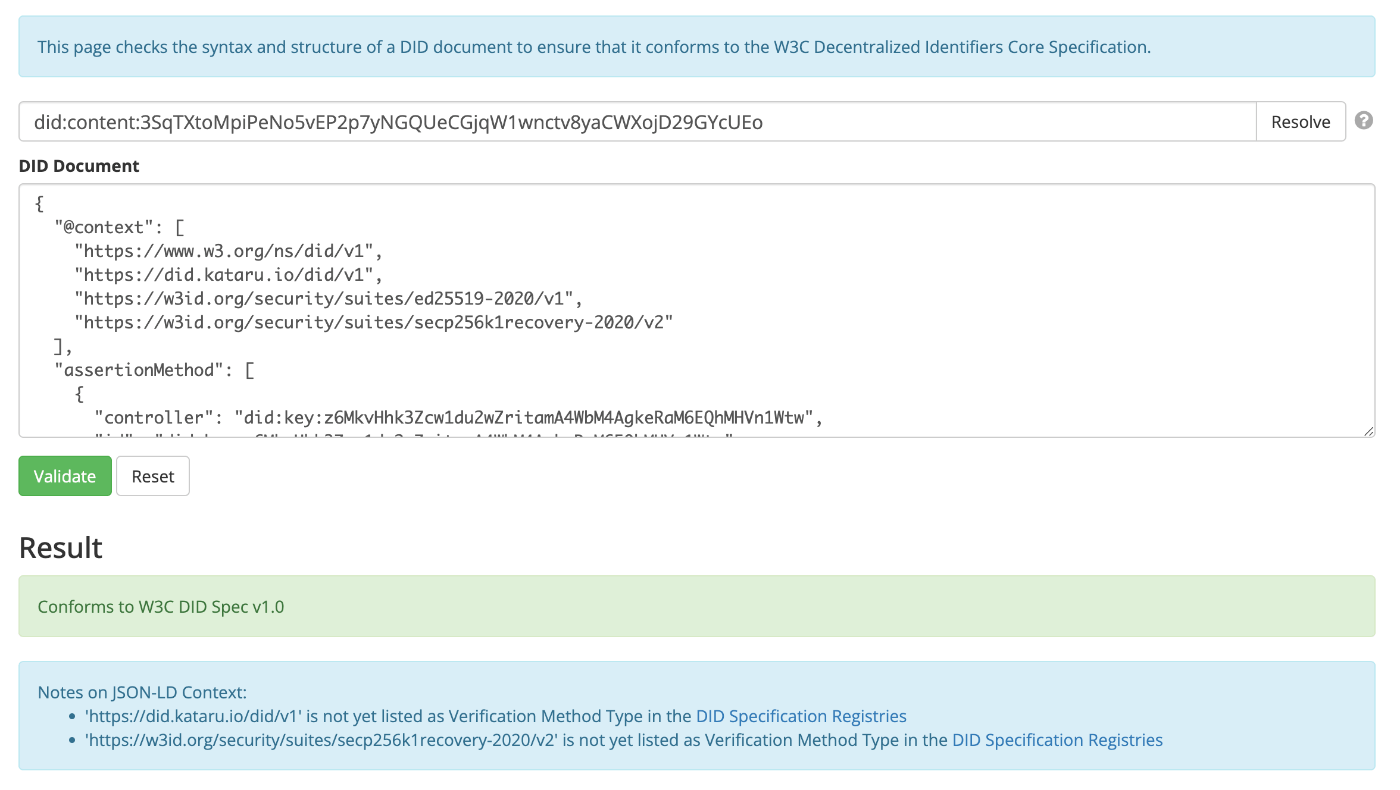 This page checks the syntax and structure of a DID document to ensure that it conforms to the W3C Decentralized Identifiers Core Specification.
did:content:3SqTXtoMpiPeNo5vEP2p7yNGQUeCGjqW1wnctv8yaCWXojD29GYcUEo
Resolve
?
DID Document
{
"@context": [
"https://www.w3.org/ns/did/v1",
"https://did.kataru.io/did/v1",
"https://w3id.org/security/suites/ed25519-2020/v1",
"https://w3id.org/security/suites/secp256k1recovery-2020/v2"
],
"assertionMethod": [
{
"controller": "did:key:z6MkvHhk3Zcw1du2wZritamA4WbM4AgkeRaM6EQhMHVn1Wtw",
Validate
Reset
Result
Conforms to W3C DID Spec v1.0
Notes on JSON-LD Context:
• 'https://did.kataru.io/did/v1' is not yet listed as Verification Method Type in the DID Specification Registries
• 'https://w3id.org/security/suites/secp256k1recovery-2020/v2' is not yet listed as Verification Method Type in the DID Specification Registries